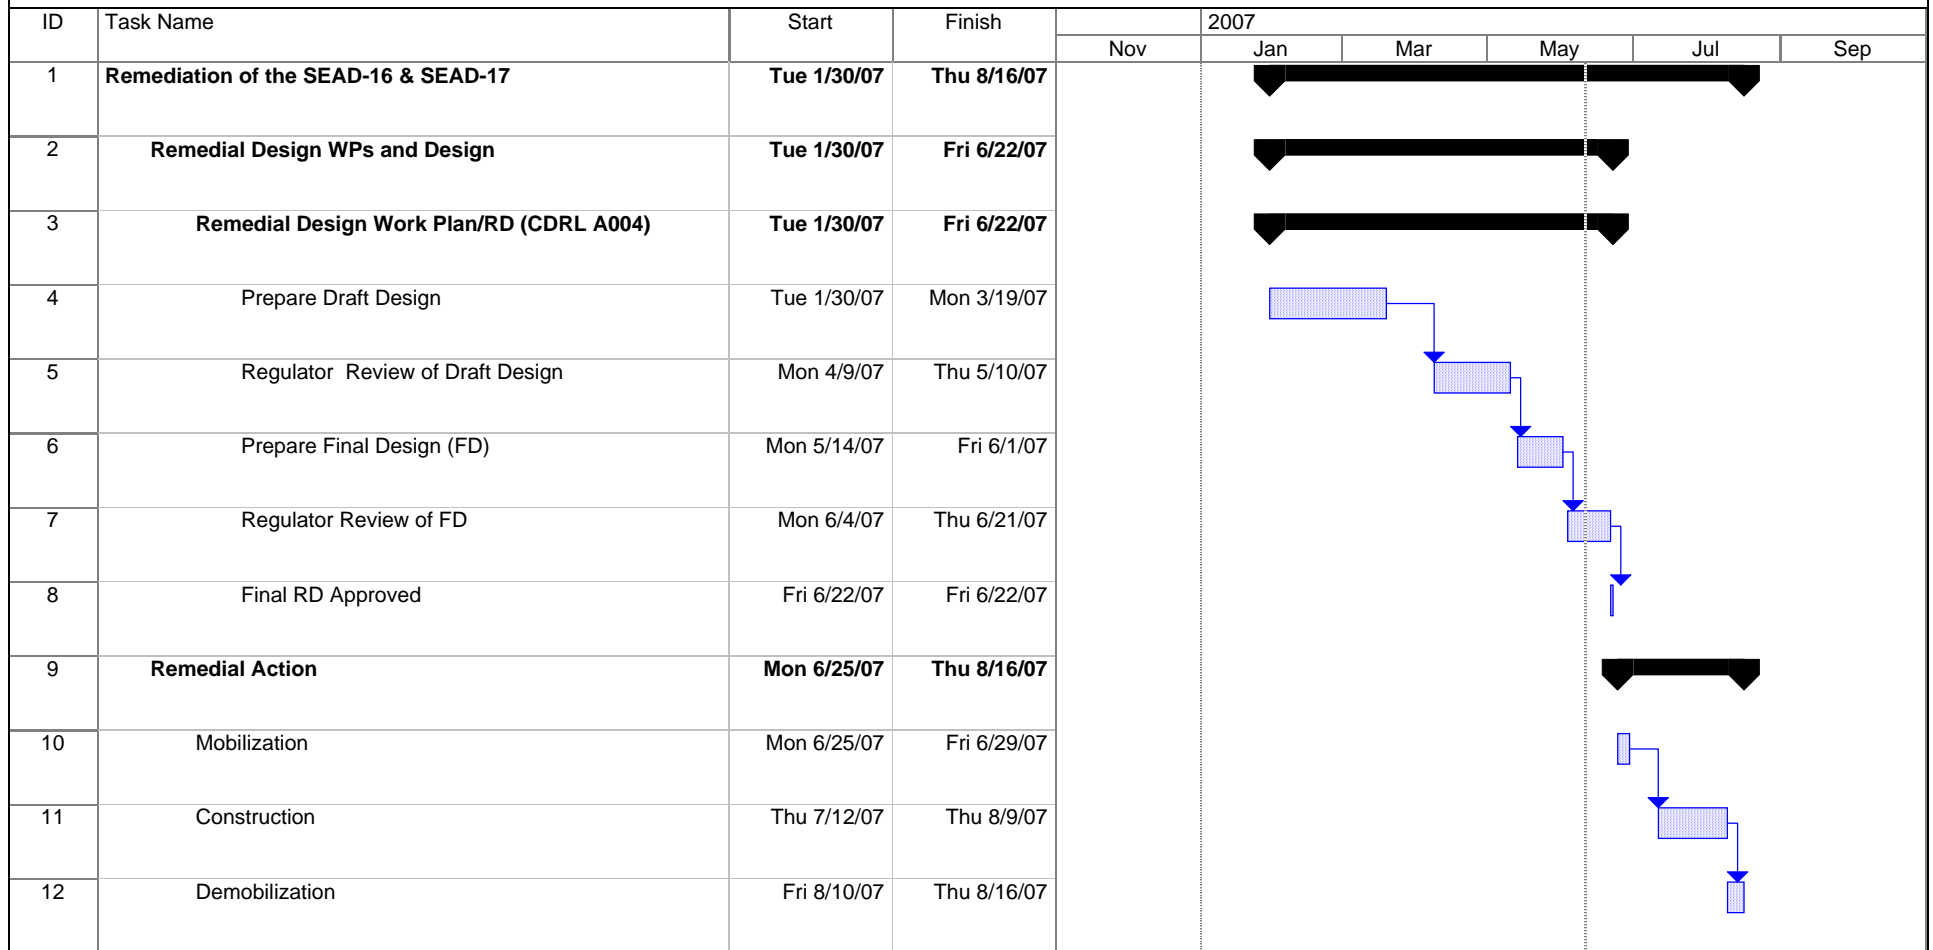 ID Task Name Start Finish 2007
Nov Jan Mar May Jul Sep
1 Remediation of the SEAD-16 & SEAD-17 Tue 1/30/07 Thu 8/16/07
2 Remedial Design WPs and Design Tue 1/30/07 Fri 6/22/07
3 Remedial Design Work Plan/RD (CDRL A004) Tue 1/30/07 Fri 6/22/07
4 Prepare Draft Design Tue 1/30/07 Mon 3/19/07
5 Regulator  Review of Draft Design Mon 4/9/07 Thu 5/10/07
6 Prepare Final Design (FD) Mon 5/14/07 Fri 6/1/07
7 Regulator Review of FD Mon 6/4/07 Thu 6/21/07
8 Final RD Approved Fri 6/22/07 Fri 6/22/07
9 Remedial Action Mon 6/25/07 Thu 8/16/07
10 Mobilization Mon 6/25/07 Fri 6/29/07
11 Construction Thu 7/12/07 Thu 8/9/07
12 Demobilization Fri 8/10/07 Thu 8/16/07